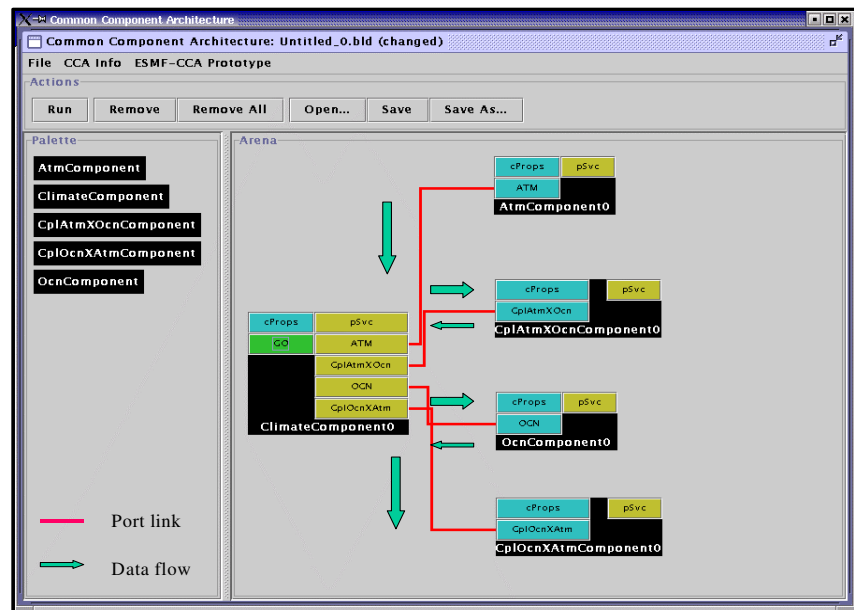 Common Component Architecture
Common Component Architecture: Untitled_0.bld (changed)
File CCA Info ESMF-CCA Prototype
Actions
Run Remove Remove All Open... Save Save As...
Palette
AtmComponent
ClimateComponent
CplAtmXOcnComponent
CplOcnXAtmComponent
OcnComponent
Port link
Data flow
Arena
cProps pSvc
ATM
AtmComponent0
cProps pSvc
CplAtmXOcn
CplAtmXOcnComponent0
cProps pSvc
GO ATM
CplAtmXOcn
OCN
CplOcnXAtm
ClimateComponent0
cProps pSvc
OCN
OcnComponent0
cProps pSvc
CplOcnXAtm
CplOcnXAtmComponent0